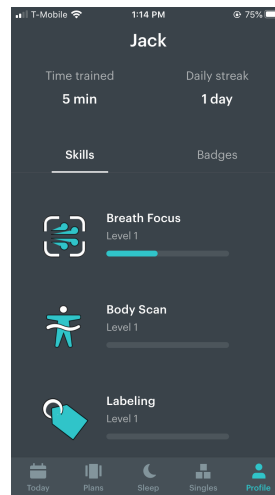 T-Mobile 1:14 PM 75%
Jack
Time trained Daily streak
5 min 1 day
Skills Badges
Breath Focus
Level 1
Body Scan
Level 1
Labeling
Level 1
Today Plans Sleep Singles Profile